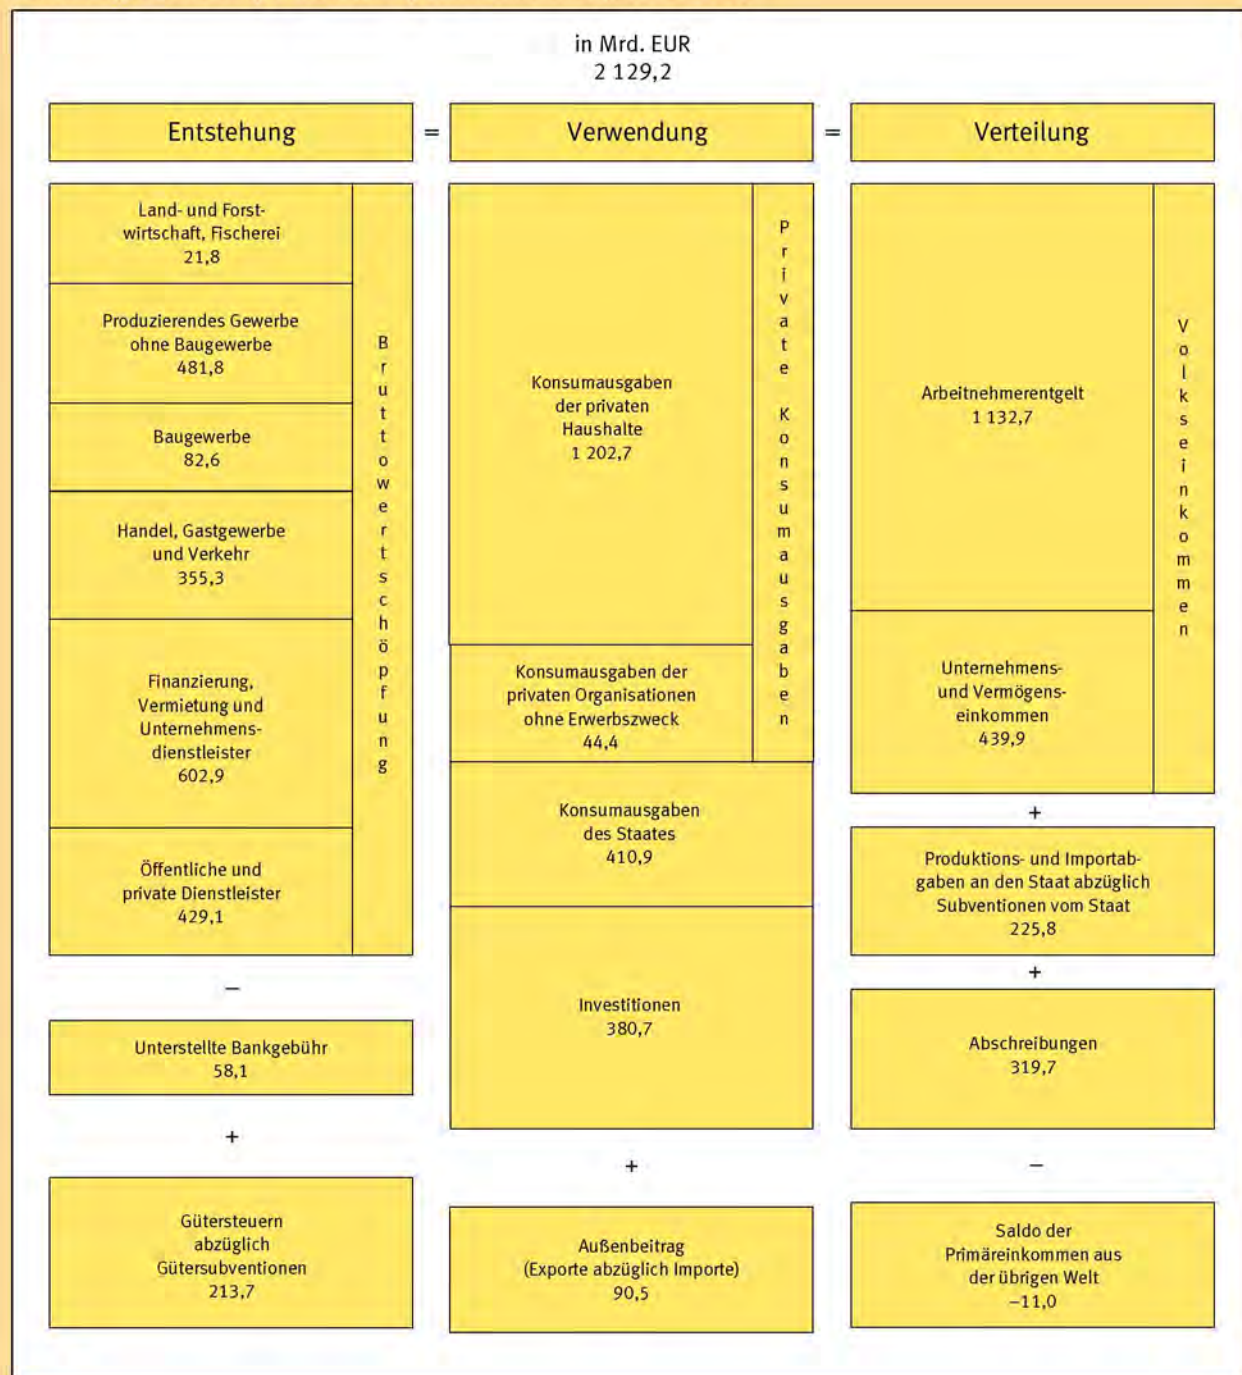 in Mrd. EUR
2 129,2
Entstehung
=
Verwendung
=
Verteilung
Land- und Forst-
wirtschaft, Fischerei
21,8
Produzierendes Gewerbe
ohne Baugewerbe
481,8
Baugewerbe
82,6
Handel, Gastgewerbe
und Verkehr
355,3
Finanzierung,
Vermietung und
Unternehmens-
dienstleister
602,9
Öffentliche und
private Dienstleister
429,1
Bruttowertschöpfung
–
Unterstellte Bankgebühr
58,1
+
Gütersteuern
abzüglich
Gütersubventionen
213,7
Konsumausgaben
der privaten
Haushalte
1 202,7
Konsumausgaben der
privaten Organisationen
ohne Erwerbszweck
44,4
Private Konsumausgaben
Konsumausgaben
des Staates
410,9
Investitionen
380,7
+
Außenbeitrag
(Exporte abzüglich Importe)
90,5
Arbeitnehmerentgelt
1 132,7
Unternehmens-
und Vermögens-
einkommen
439,9
Volkseinkommen
+
Produktions- und Importab-
gaben an den Staat abzüglich
Subventionen vom Staat
225,8
+
Abschreibungen
319,7
–
Saldo der
Primäreinkommen aus
der übrigen Welt
–11,0